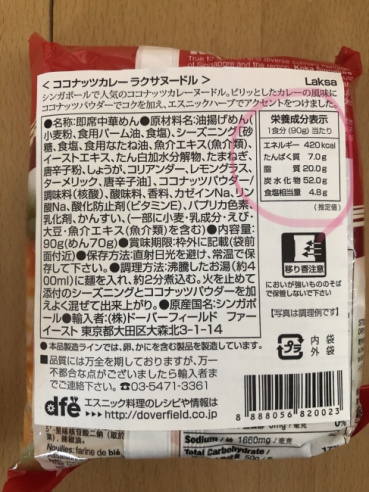 < ココナッツカレー ラクサヌードル >
Laksa
シンガポールで人気のココナッツカレーヌードル。ピリッとしたカレーの風味に
ココナッツパウダーでコクを加え、エスニックハーブでアクセントをつけました。
●名称：即席中華めん ●原材料名：油揚げめん(
小麦粉、食用パーム油、食塩)、シーズニング(砂
糖、食塩、食用なたね油、魚介エキス(魚介類)、
イーストエキス、たん白加水分解物、たまねぎ、
唐辛子粉、しょうが、コリアンダー、レモングラス、
ターメリック、唐辛子油)、ココナッツパウダー/
調味料(核酸)、酸味料、香料、カゼインNa、リン
酸Na、酸化防止剤(ビタミンE)、パプリカ色素、
乳化剤、かんすい、(一部に小麦・乳成分・えび・
大豆・魚介エキス(魚介類)を含む) ●内容量：
90g(めん70g) ●賞味期限：枠外に記載(袋前
面付近) ●保存方法：直射日光を避け、常温で保
存して下さい。●調理方法：沸騰したお湯(約4
00ml)に麺を入れ、約2分煮込む。火を止めて
添付のシーズニングとココナッツパウダーを加
えよく混ぜて出来上がり。●原産国名：シンガポ
ール ●輸入者：(株)ドーバーフィールド ファ
ーイースト 東京都大田区大森北3-1-14
栄養成分表示
1食分(90g)当たり
エネルギー 420kcal
たんぱく質 7.0g
脂質 20.0g
炭水化物 52.0g
食塩相当量 4.8g
(推定値)
移り香注意
においが強いもののそば
で保管しないで下さい。
【写真は調理例です】
プラ
内袋
外袋
■本製品の製造ラインでは、卵、かにを含む製品を製造しています。
■品質には万全を期しておりますが、万一
不都合な点がございましたら輸入者まで
ご連絡下さい。☎03-5471-3361
dfe
エスニック料理のレシピや情報は
>>>http://doverfield.co.jp
8 888056 820023
Nouilles: farine de blé,
Sodium / 鈉 1660mg / 毫克
Total Carbohydrate /